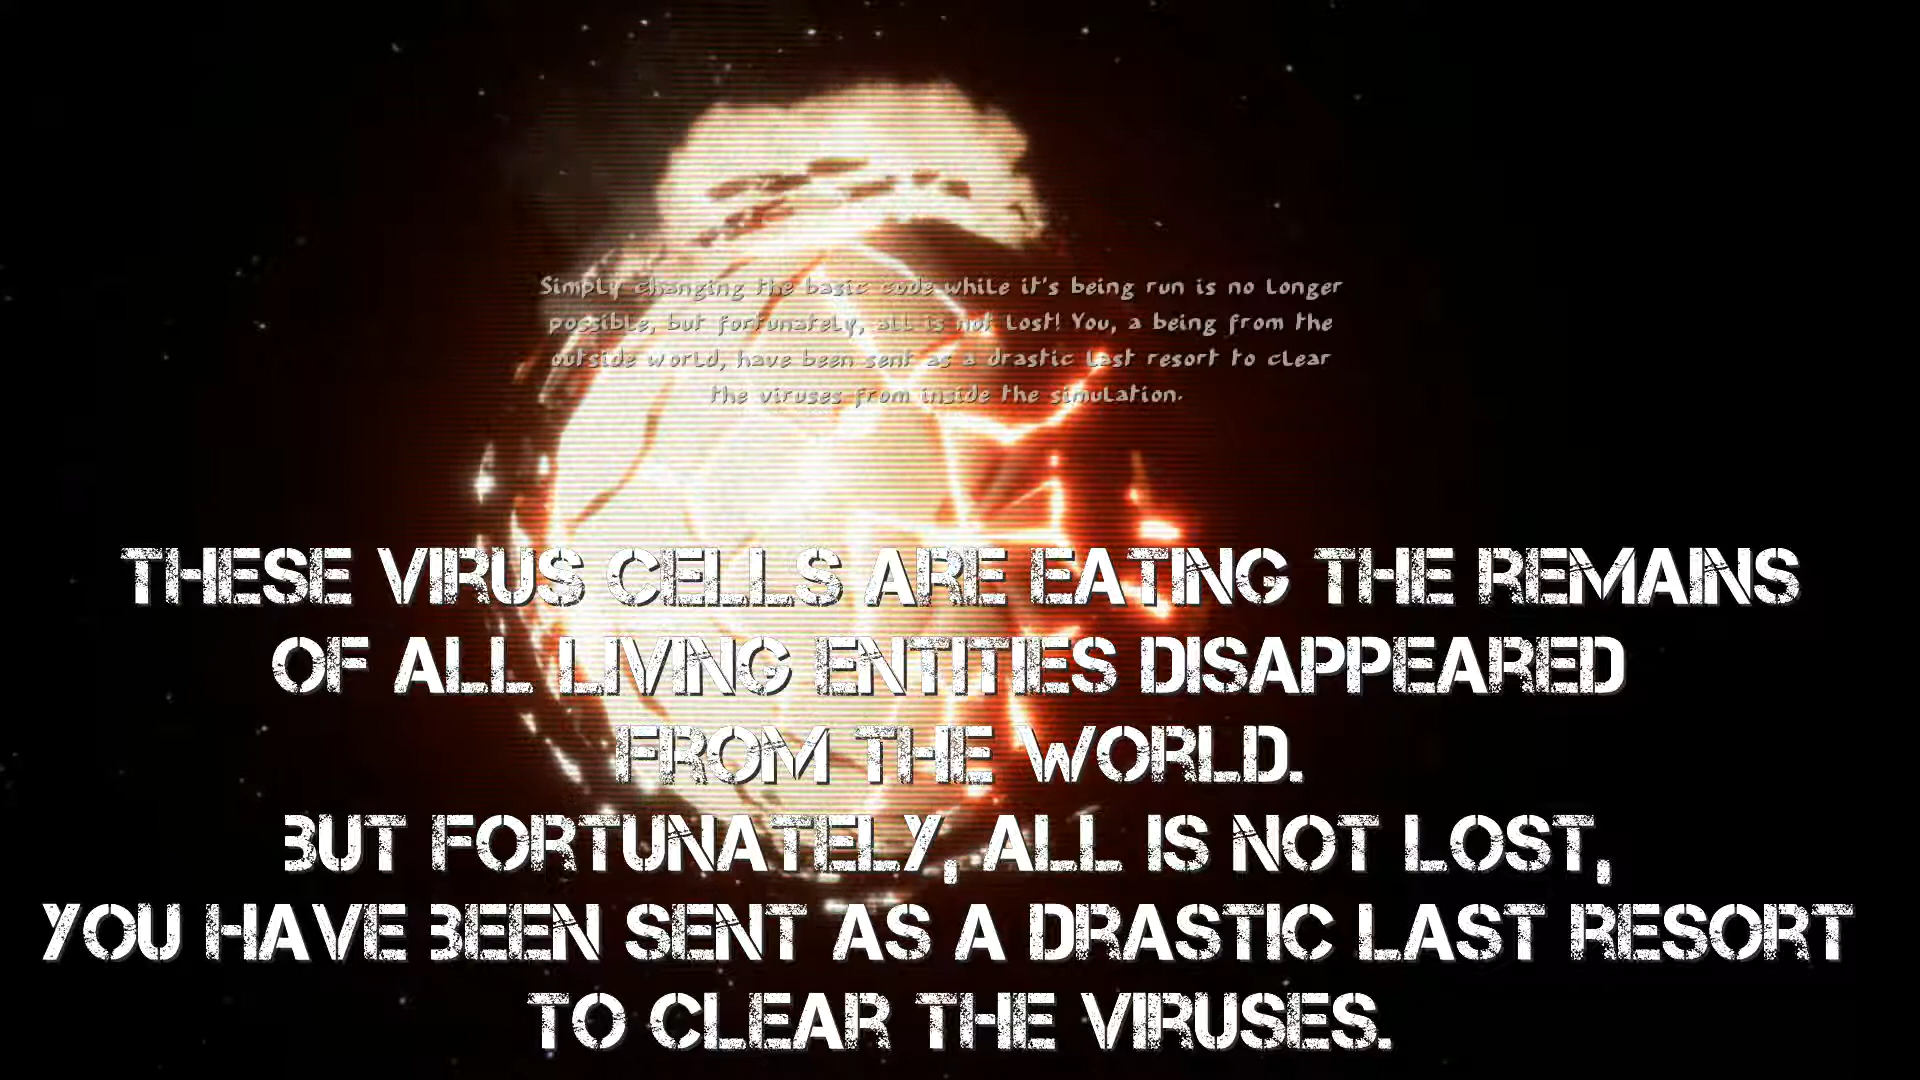 Simply changing the basic code while it's being run is no longer
possible, but fortunately, all is not lost! You, a being from the
outside world, have been sent as a drastic last resort to clear
the viruses from inside the simulation.
THESE VIRUS CELLS ARE EATING THE REMAINS
OF ALL LIVING ENTITIES DISAPPEARED
FROM THE WORLD.
BUT FORTUNATELY, ALL IS NOT LOST,
YOU HAVE BEEN SENT AS A DRASTIC LAST RESORT
TO CLEAR THE VIRUSES.